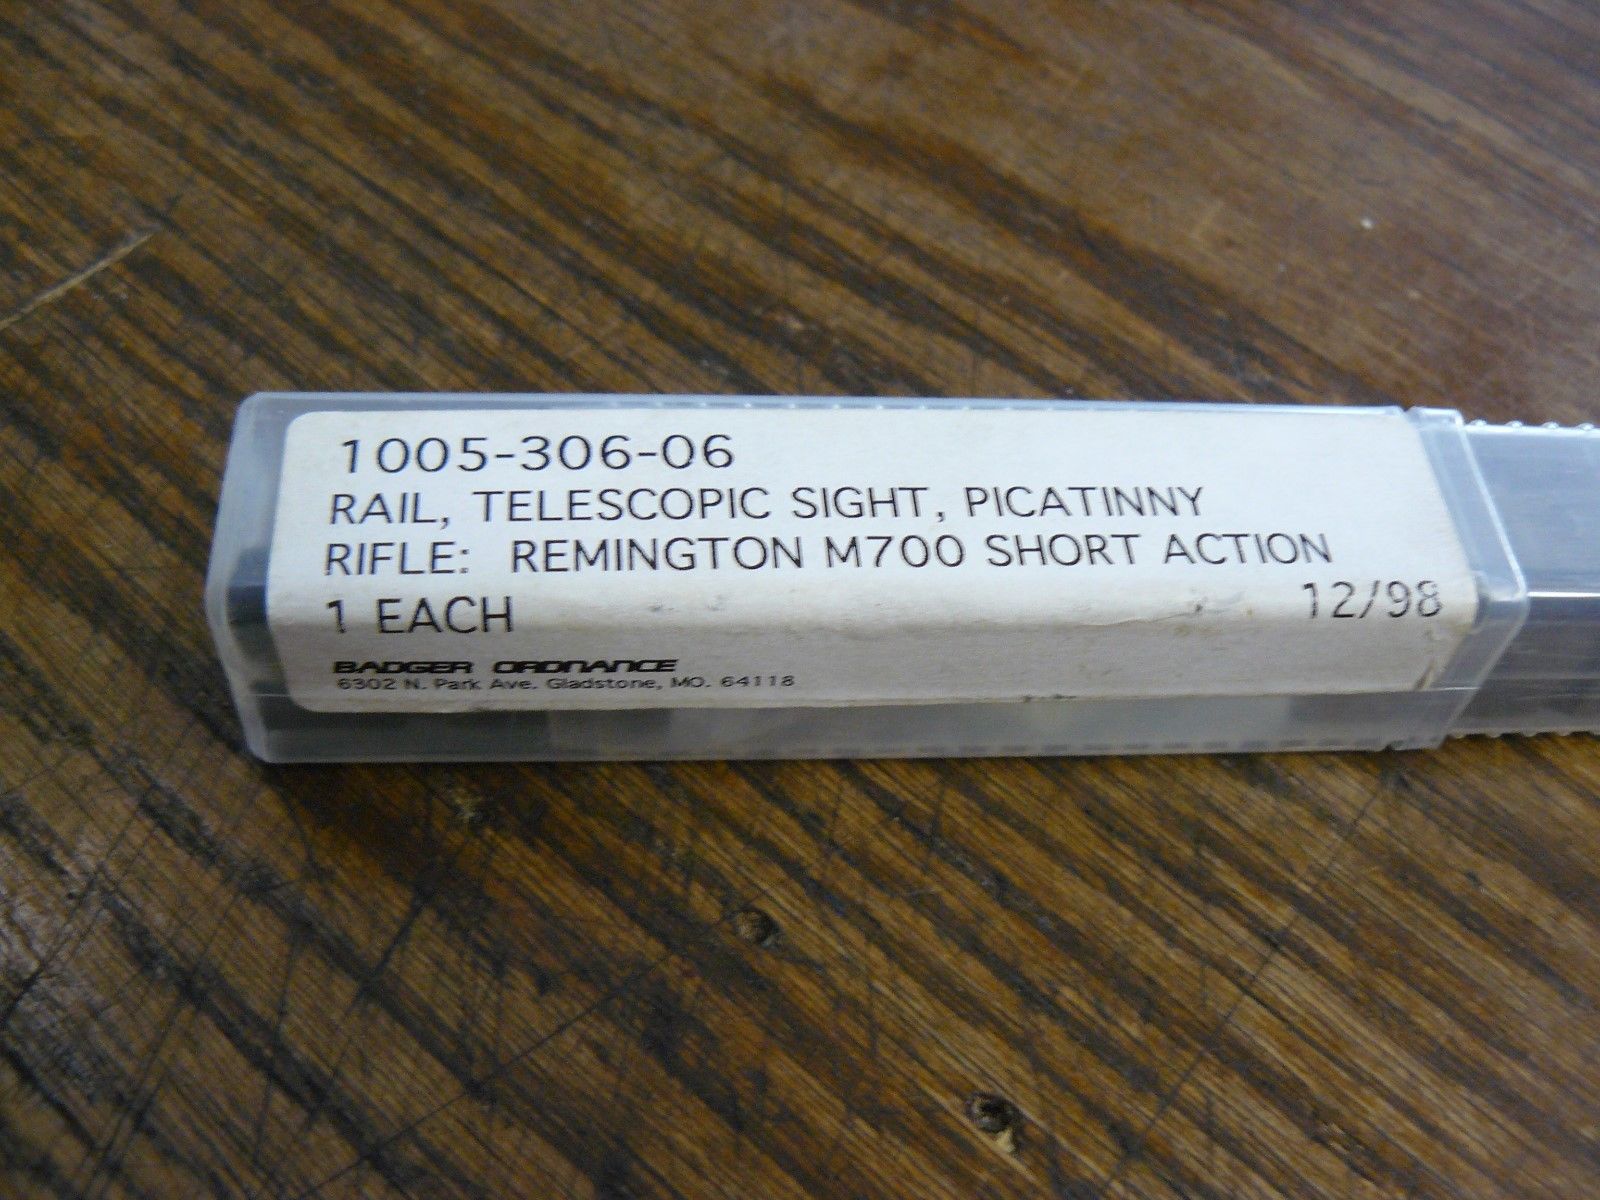 1005-306-06
RAIL, TELESCOPIC SIGHT, PICATINNY
RIFLE: REMINGTON M700 SHORT ACTION
1 EACH 12/98
BADGER ORDNANCE
6302 N. Park Ave. Gladstone, MO. 64118